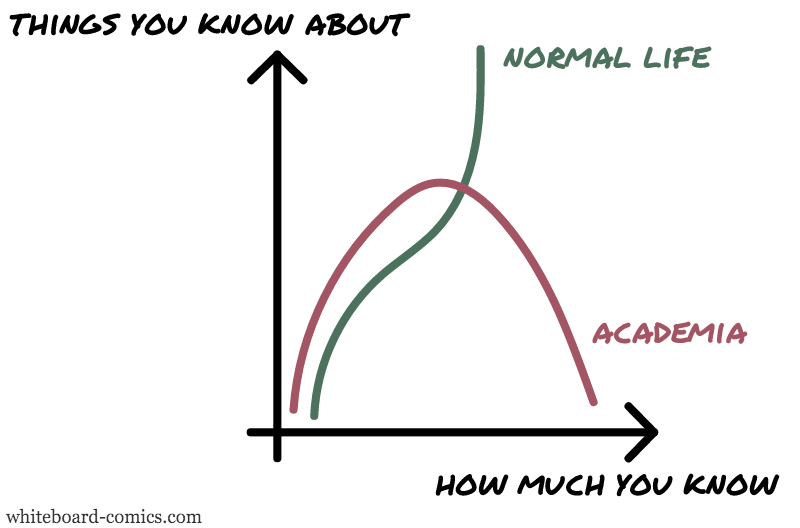 THINGS YOU KNOW ABOUT
NORMAL LIFE
ACADEMIA
HOW MUCH YOU KNOW
whiteboard-comics.com